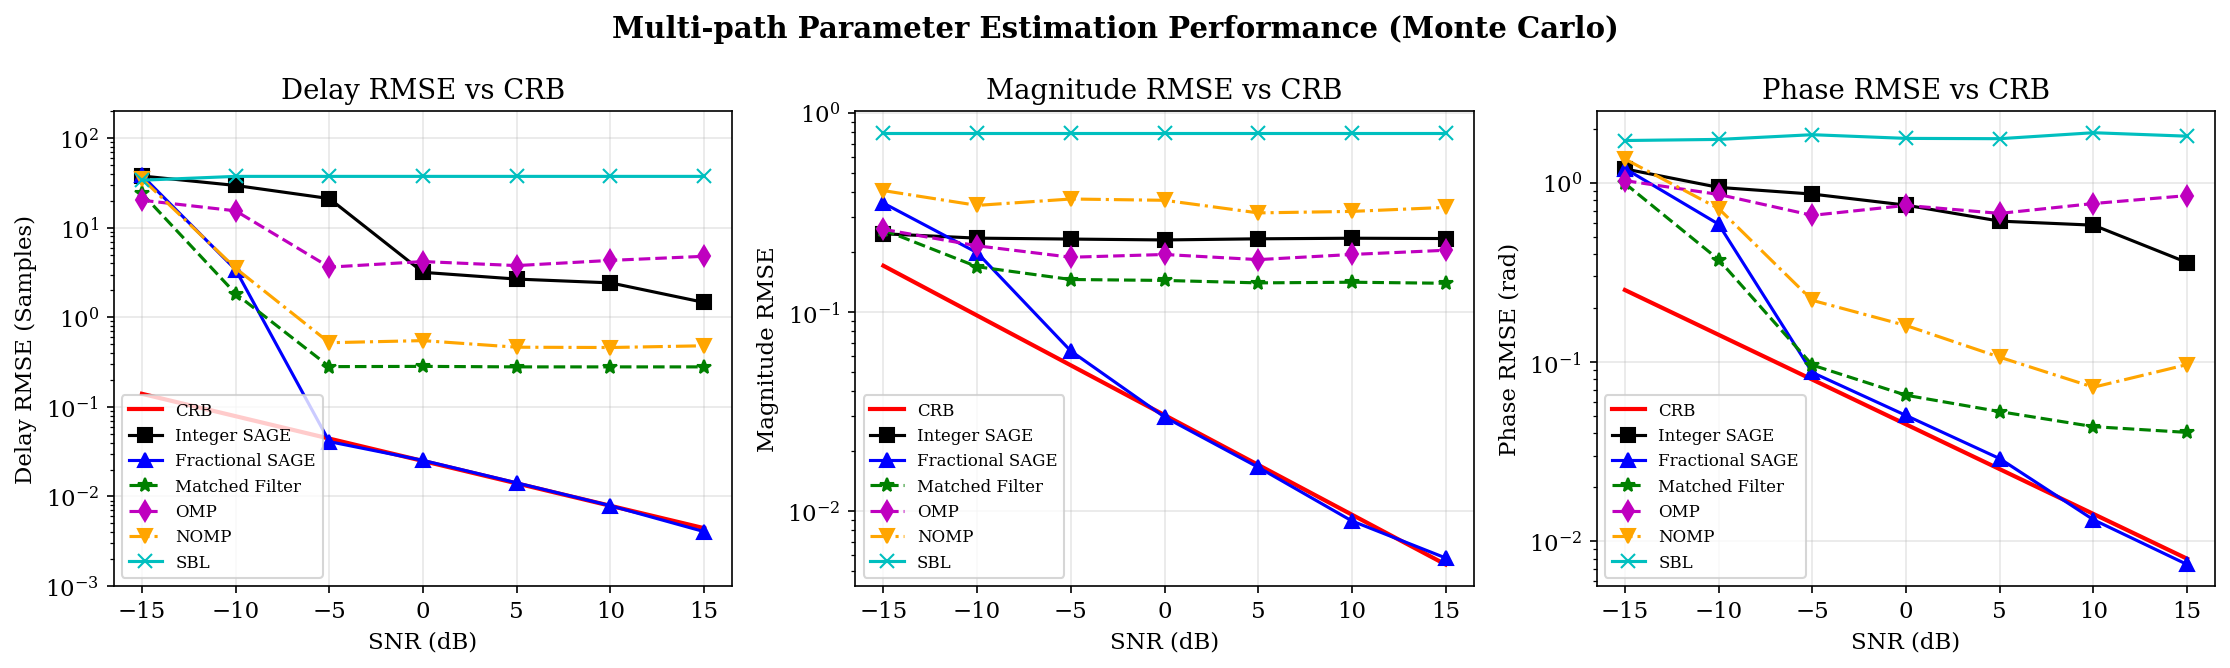 Multi-path Parameter Estimation Performance (Monte Carlo)
Delay RMSE vs CRB
Delay RMSE (Samples)
10²
10¹
10⁰
10⁻¹
10⁻²
10⁻³
CRB
Integer SAGE
Fractional SAGE
Matched Filter
OMP
NOMP
SBL
−15 −10 −5 0 5 10 15
SNR (dB)
Magnitude RMSE vs CRB
Magnitude RMSE
10⁰
10⁻¹
10⁻²
CRB
Integer SAGE
Fractional SAGE
Matched Filter
OMP
NOMP
SBL
−15 −10 −5 0 5 10 15
SNR (dB)
Phase RMSE vs CRB
Phase RMSE (rad)
10⁰
10⁻¹
10⁻²
CRB
Integer SAGE
Fractional SAGE
Matched Filter
OMP
NOMP
SBL
−15 −10 −5 0 5 10 15
SNR (dB)